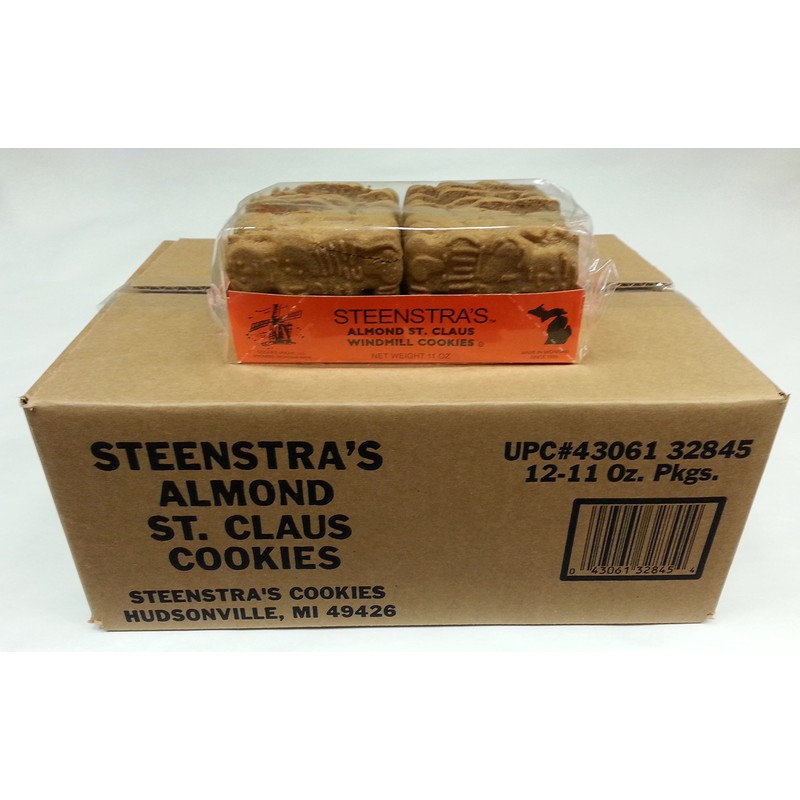 STEENSTRA'S™
ALMOND ST. CLAUS
WINDMILL COOKIES
NET WEIGHT 11 OZ
STEENSTRA'S
ALMOND
ST. CLAUS
COOKIES
STEENSTRA'S COOKIES
HUDSONVILLE, MI 49426
UPC#43061 32845
12-11 Oz. Pkgs.
0 43061 32845 4